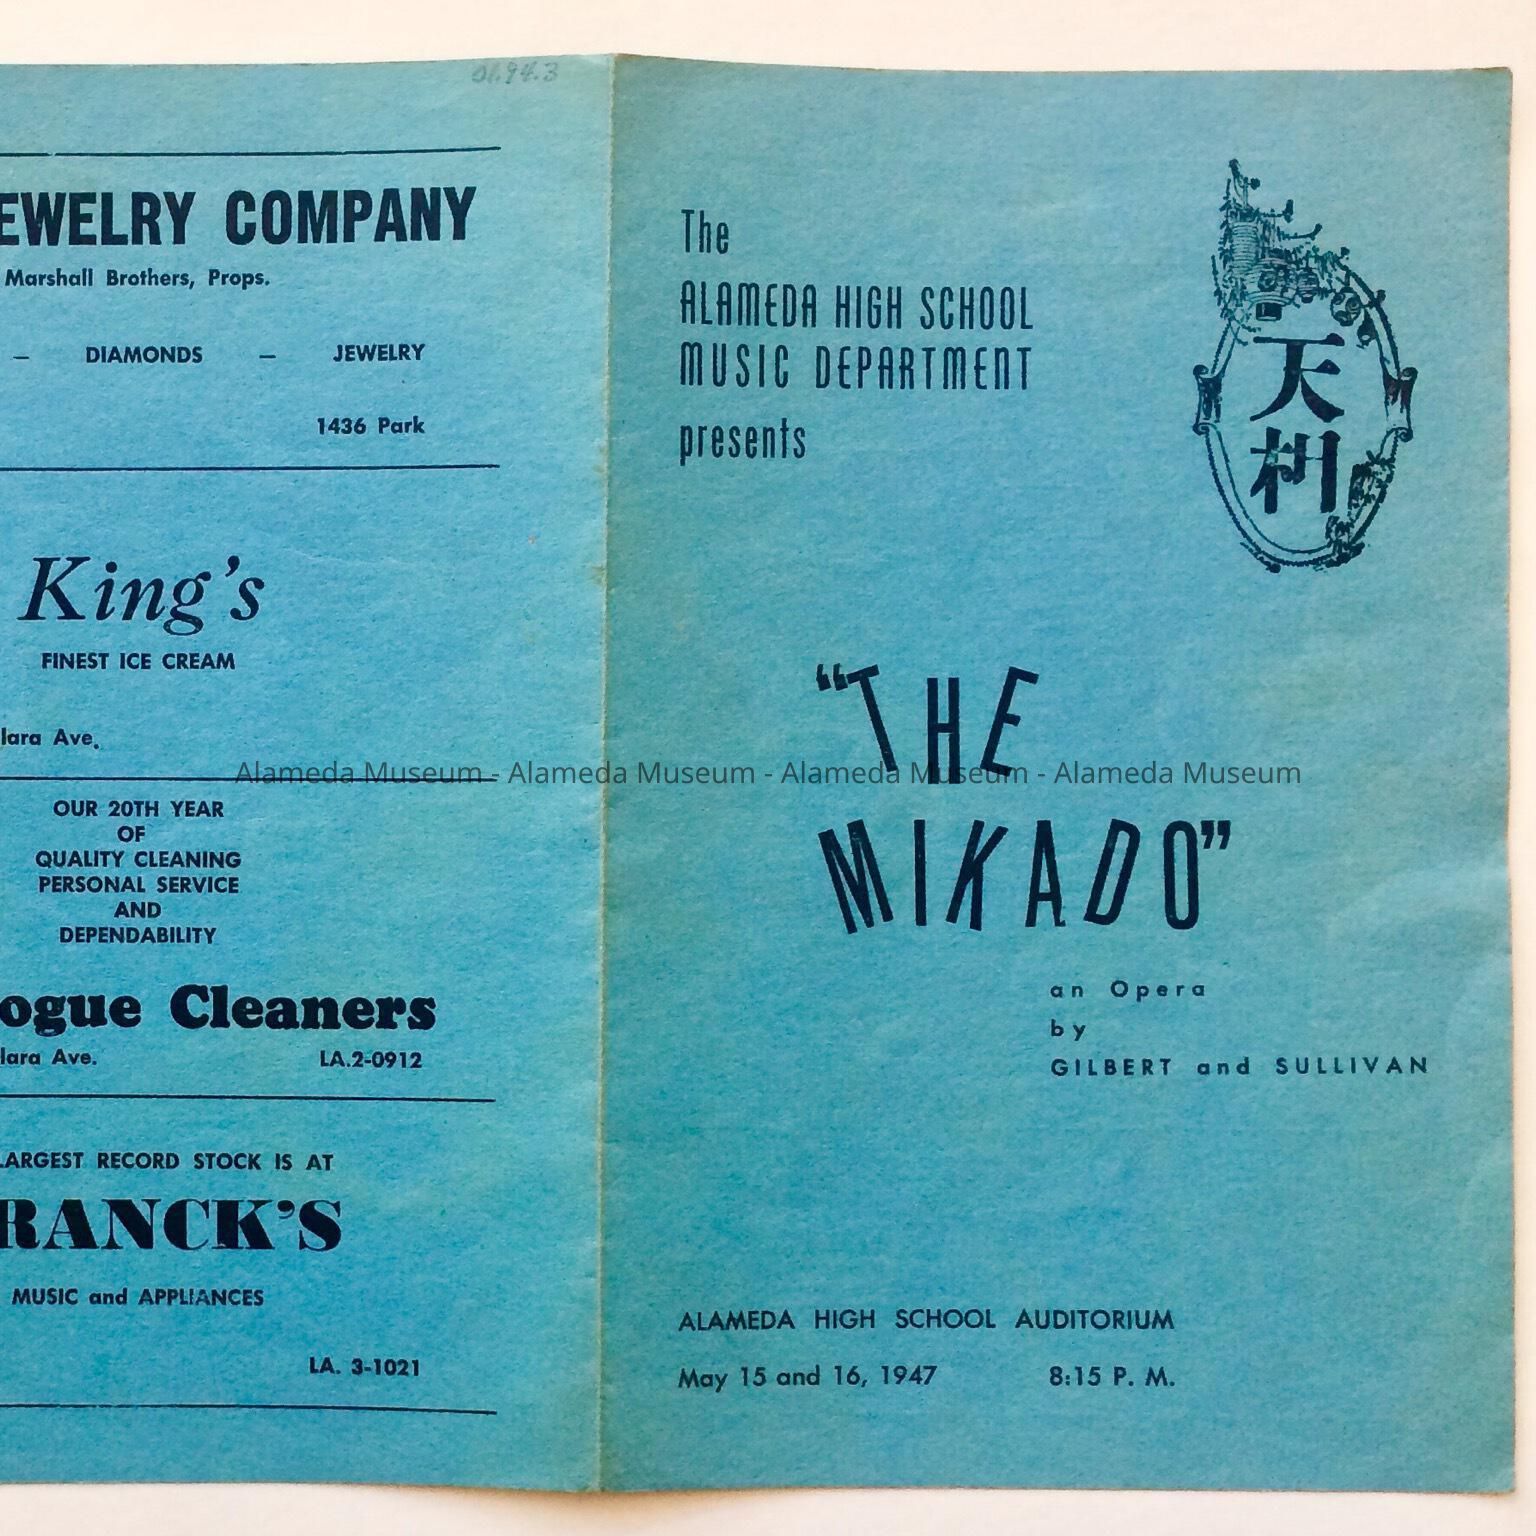 01.94.3
EWELRY COMPANY
Marshall Brothers, Props.
— DIAMONDS — JEWELRY
1436 Park
King's
FINEST ICE CREAM
lara Ave.
OUR 20TH YEAR
OF
QUALITY CLEANING
PERSONAL SERVICE
AND
DEPENDABILITY
ogue Cleaners
lara Ave. LA.2-0912
LARGEST RECORD STOCK IS AT
RANCK'S
MUSIC and APPLIANCES
LA. 3-1021
The
ALAMEDA HIGH SCHOOL
MUSIC DEPARTMENT
presents
天
“THE
MIKADO”
an Opera
by
GILBERT and SULLIVAN
ALAMEDA HIGH SCHOOL AUDITORIUM
May 15 and 16, 1947 8:15 P. M.
Alameda Museum - Alameda Museum - Alameda Museum - Alameda Museum